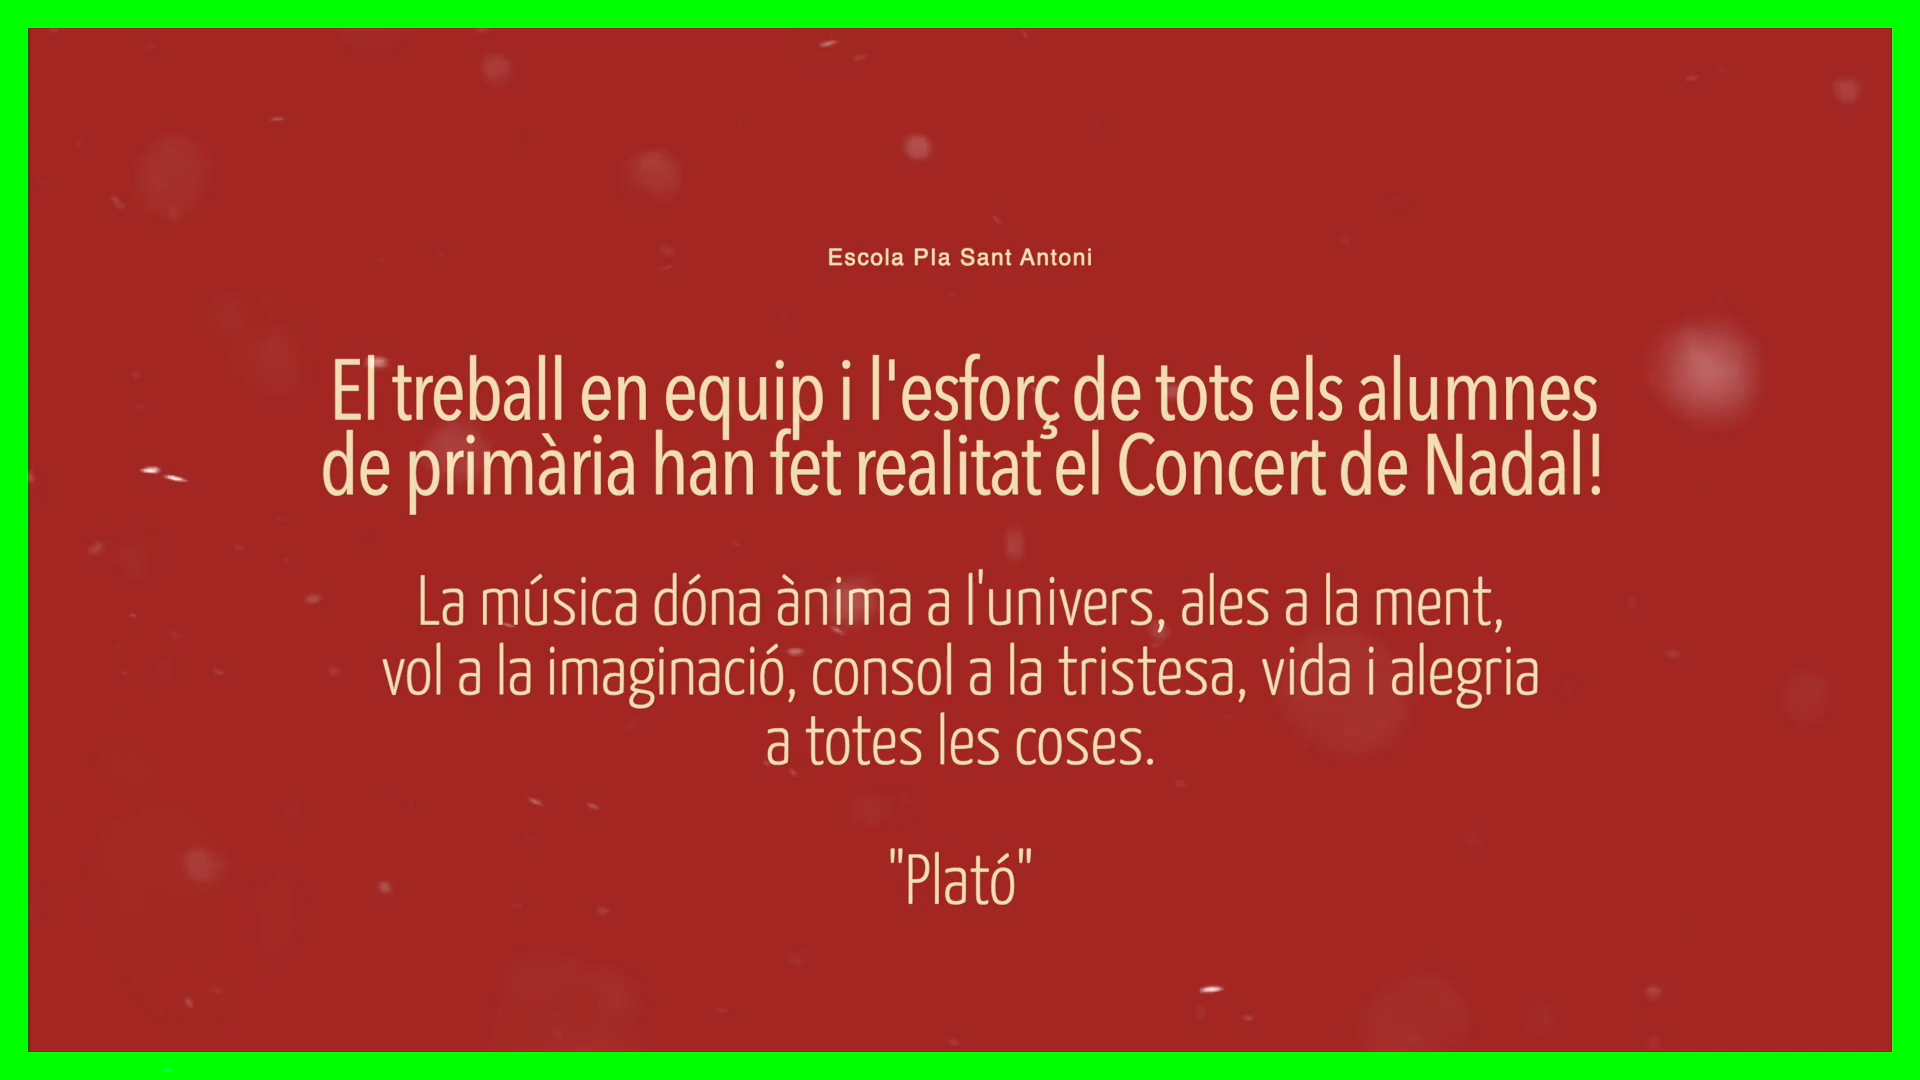 Escola Pla Sant Antoni
El treball en equip i l'esforç de tots els alumnes
de primària han fet realitat el Concert de Nadal!
La música dóna ànima a l'univers, ales a la ment,
vol a la imaginació, consol a la tristesa, vida i alegria
a totes les coses.
"Plató"